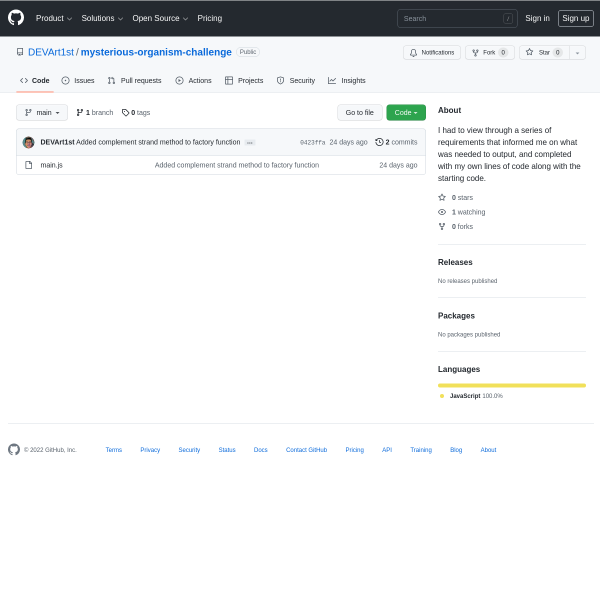 Product Solutions Open Source Pricing Search / Sign in Sign up
DEVArt1st / mysterious-organism-challenge Public Notifications Fork 0 Star 0
Code Issues Pull requests Actions Projects Security Insights
main 1 branch 0 tags Go to file Code
DEVArt1st Added complement strand method to factory function ... 0423ffa 24 days ago 2 commits
main.js Added complement strand method to factory function 24 days ago
About
I had to view through a series of
requirements that informed me on what
was needed to output, and completed
with my own lines of code along with the
starting code.
0 stars
1 watching
0 forks
Releases
No releases published
Packages
No packages published
Languages
JavaScript 100.0%
© 2022 GitHub, Inc. Terms Privacy Security Status Docs Contact GitHub Pricing API Training Blog About